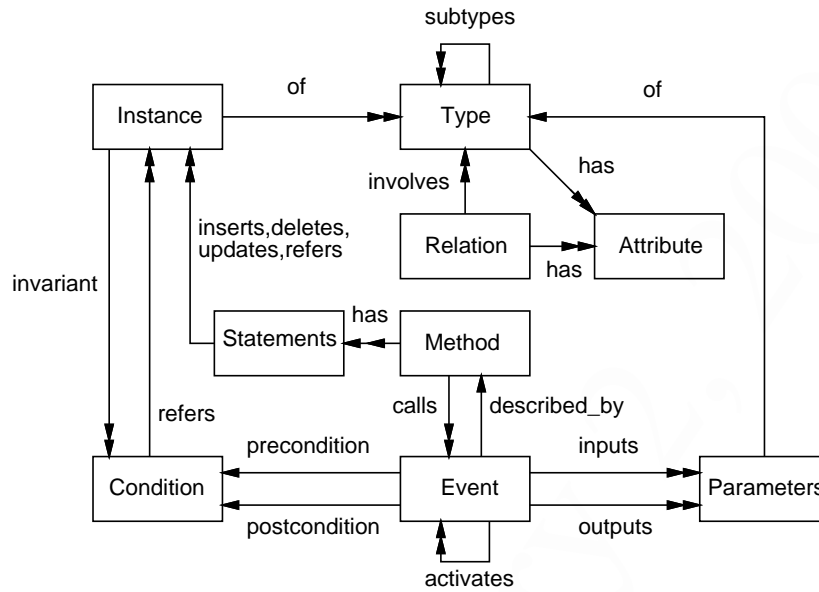 subtypes
of
of
Instance
Type
has
involves
inserts,deletes,
updates,refers
Relation
Attribute
has
invariant
has
Statements
Method
refers
calls
described_by
precondition
inputs
Condition
Event
Parameters
postcondition
outputs
activates